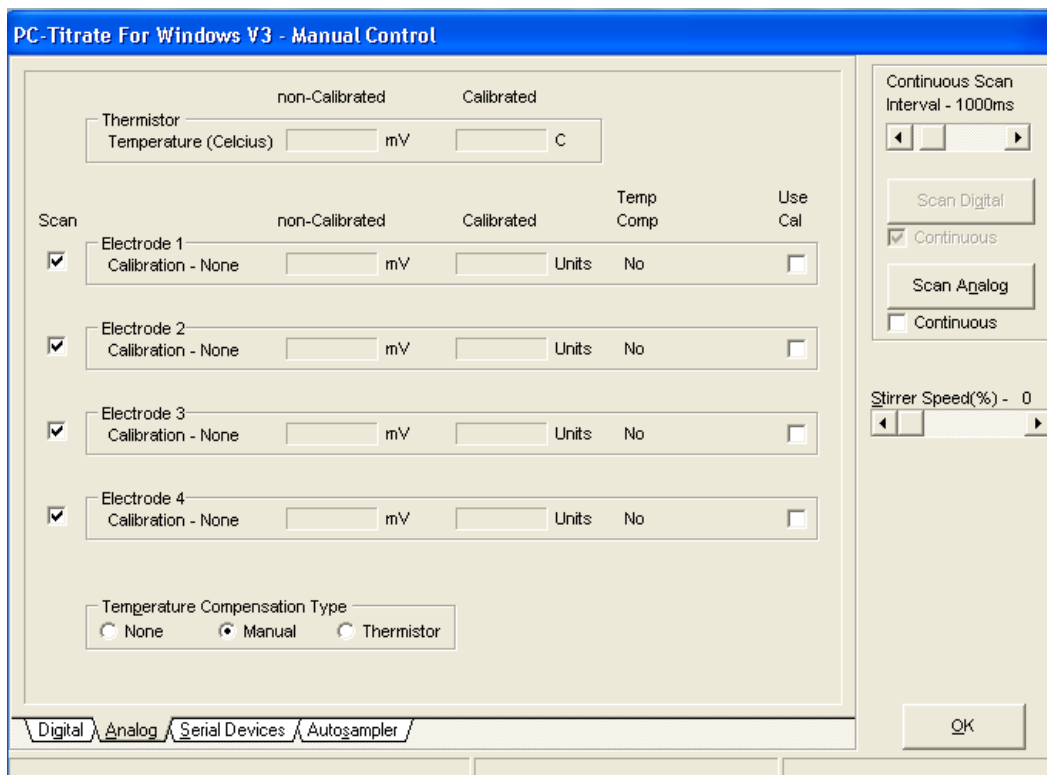 PC-Titrate For Windows V3 - Manual Control
non-Calibrated Calibrated
Thermistor
Temperature (Celcius) mV C
Scan non-Calibrated Calibrated Temp Comp Use Cal
Electrode 1
Calibration - None mV Units No
Electrode 2
Calibration - None mV Units No
Electrode 3
Calibration - None mV Units No
Electrode 4
Calibration - None mV Units No
Temperature Compensation Type
None Manual Thermistor
Digital Analog Serial Devices Autosampler
Continuous Scan
Interval - 1000ms
Scan Digital
Continuous
Scan Analog
Continuous
Stirrer Speed(%) - 0
OK